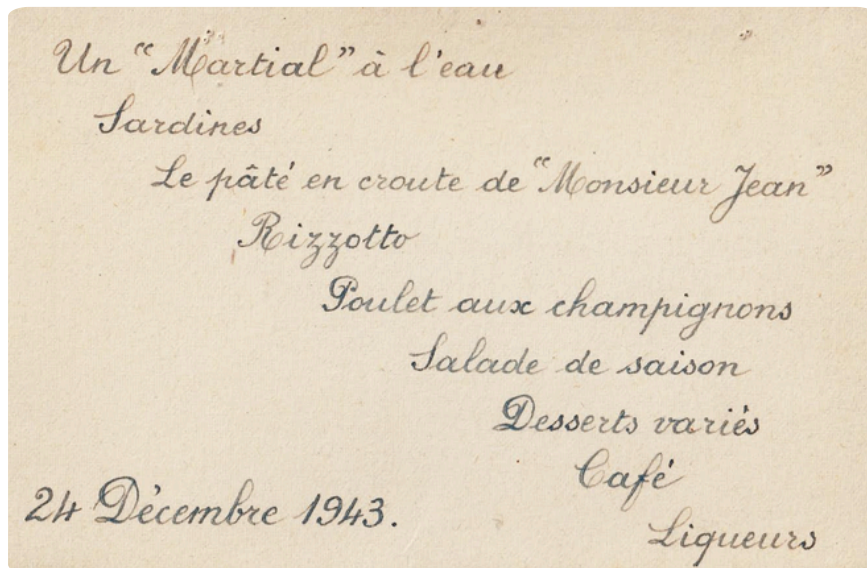 Un “Martial” à l'eau
Sardines
Le pâté en croute de “Monsieur Jean”
Rizzotto
Poulet aux champignons
Salade de saison
Desserts variés
Café
Liqueurs
24 Décembre 1943.